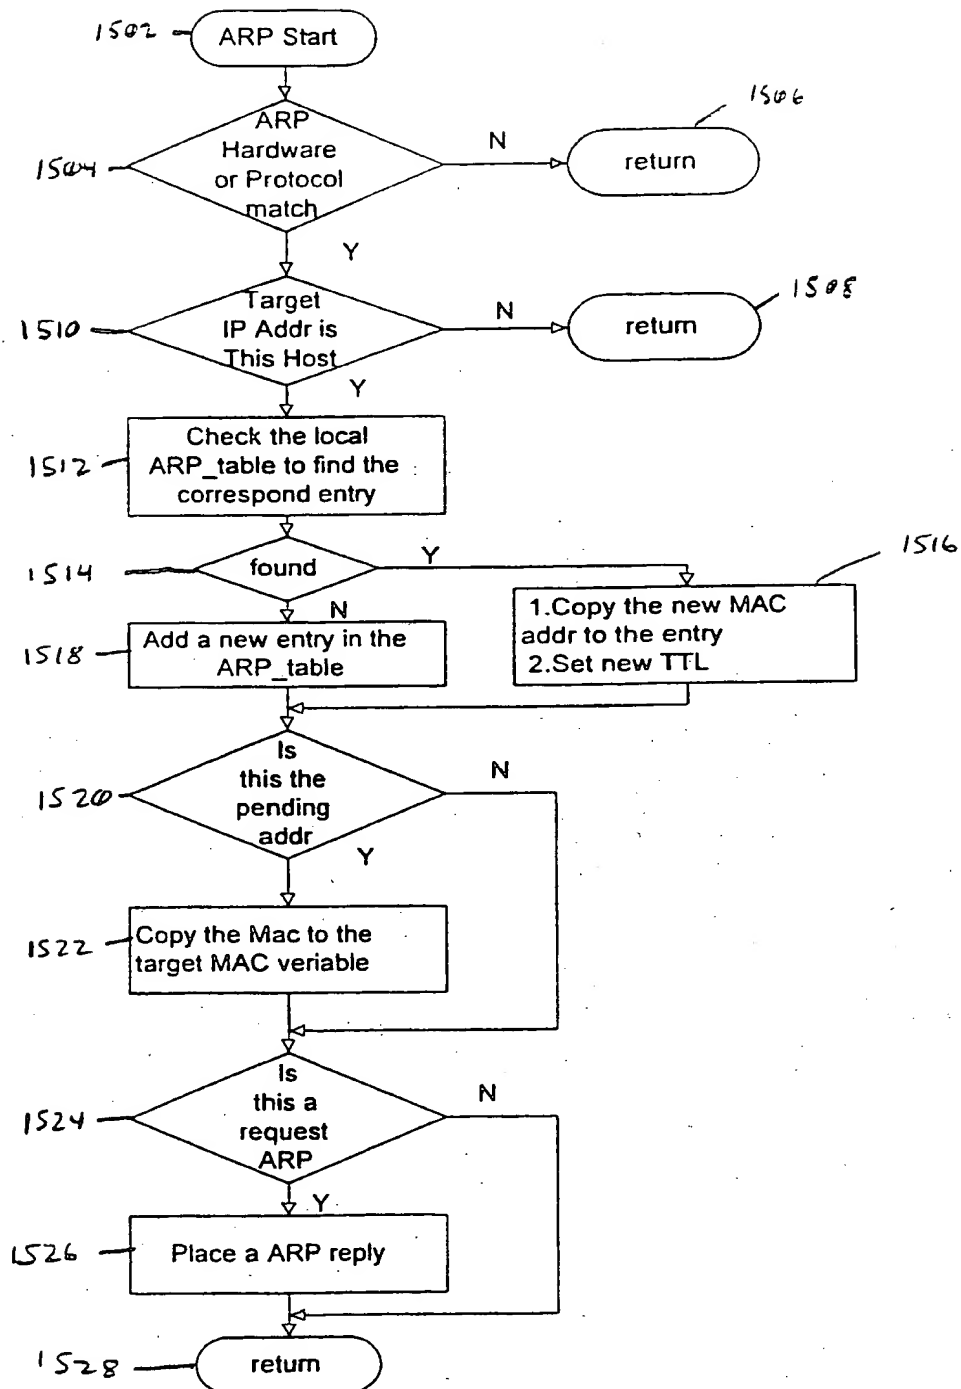 1502
ARP Start
1504
ARP
Hardware
or Protocol
match
N
1506
return
Y
1510
Target
IP Addr is
This Host
N
1508
return
Y
1512
Check the local
ARP_table to find the
correspond entry
1514
found
Y
1516
1.Copy the new MAC
addr to the entry
2.Set new TTL
N
1518
Add a new entry in the
ARP_table
1520
Is
this the
pending
addr
N
Y
1522
Copy the Mac to the
target MAC veriable
1524
Is
this a
request
ARP
N
Y
1526
Place a ARP reply
1528
return